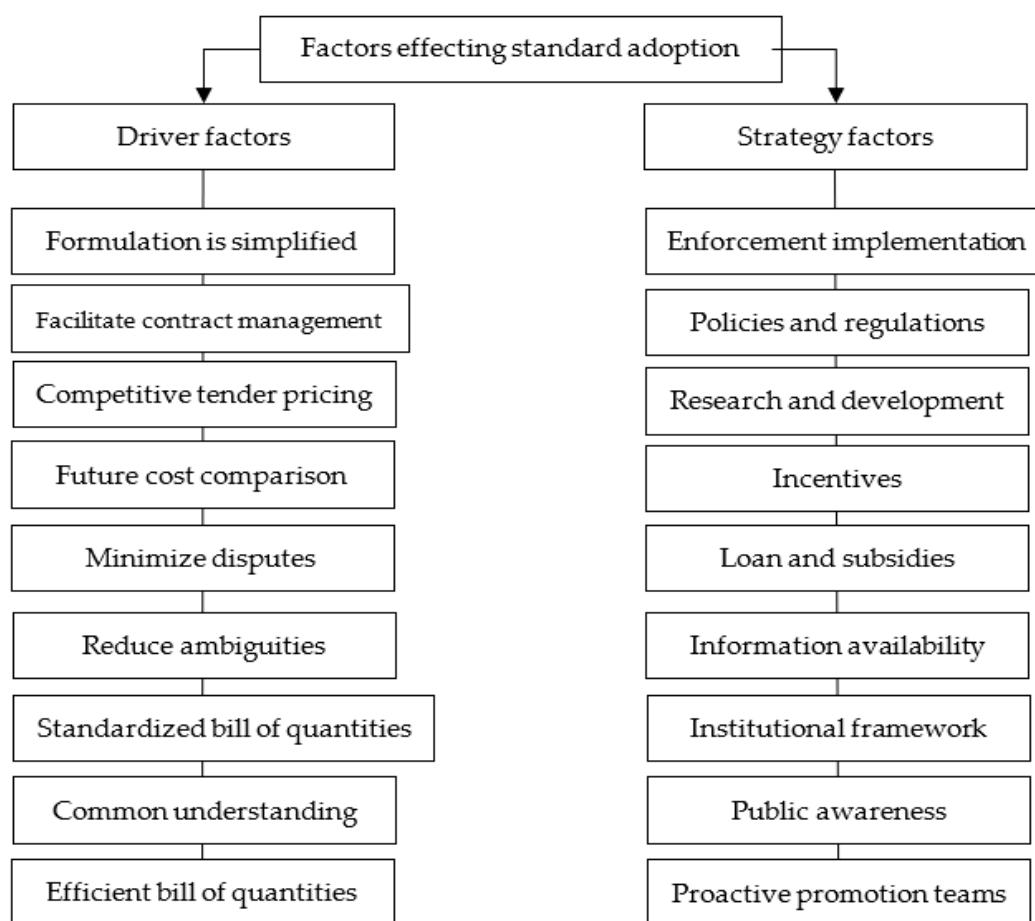 Factors effecting standard adoption
Driver factors
Formulation is simplified
Facilitate contract management
Competitive tender pricing
Future cost comparison
Minimize disputes
Reduce ambiguities
Standardized bill of quantities
Common understanding
Efficient bill of quantities
Strategy factors
Enforcement implementation
Policies and regulations
Research and development
Incentives
Loan and subsidies
Information availability
Institutional framework
Public awareness
Proactive promotion teams